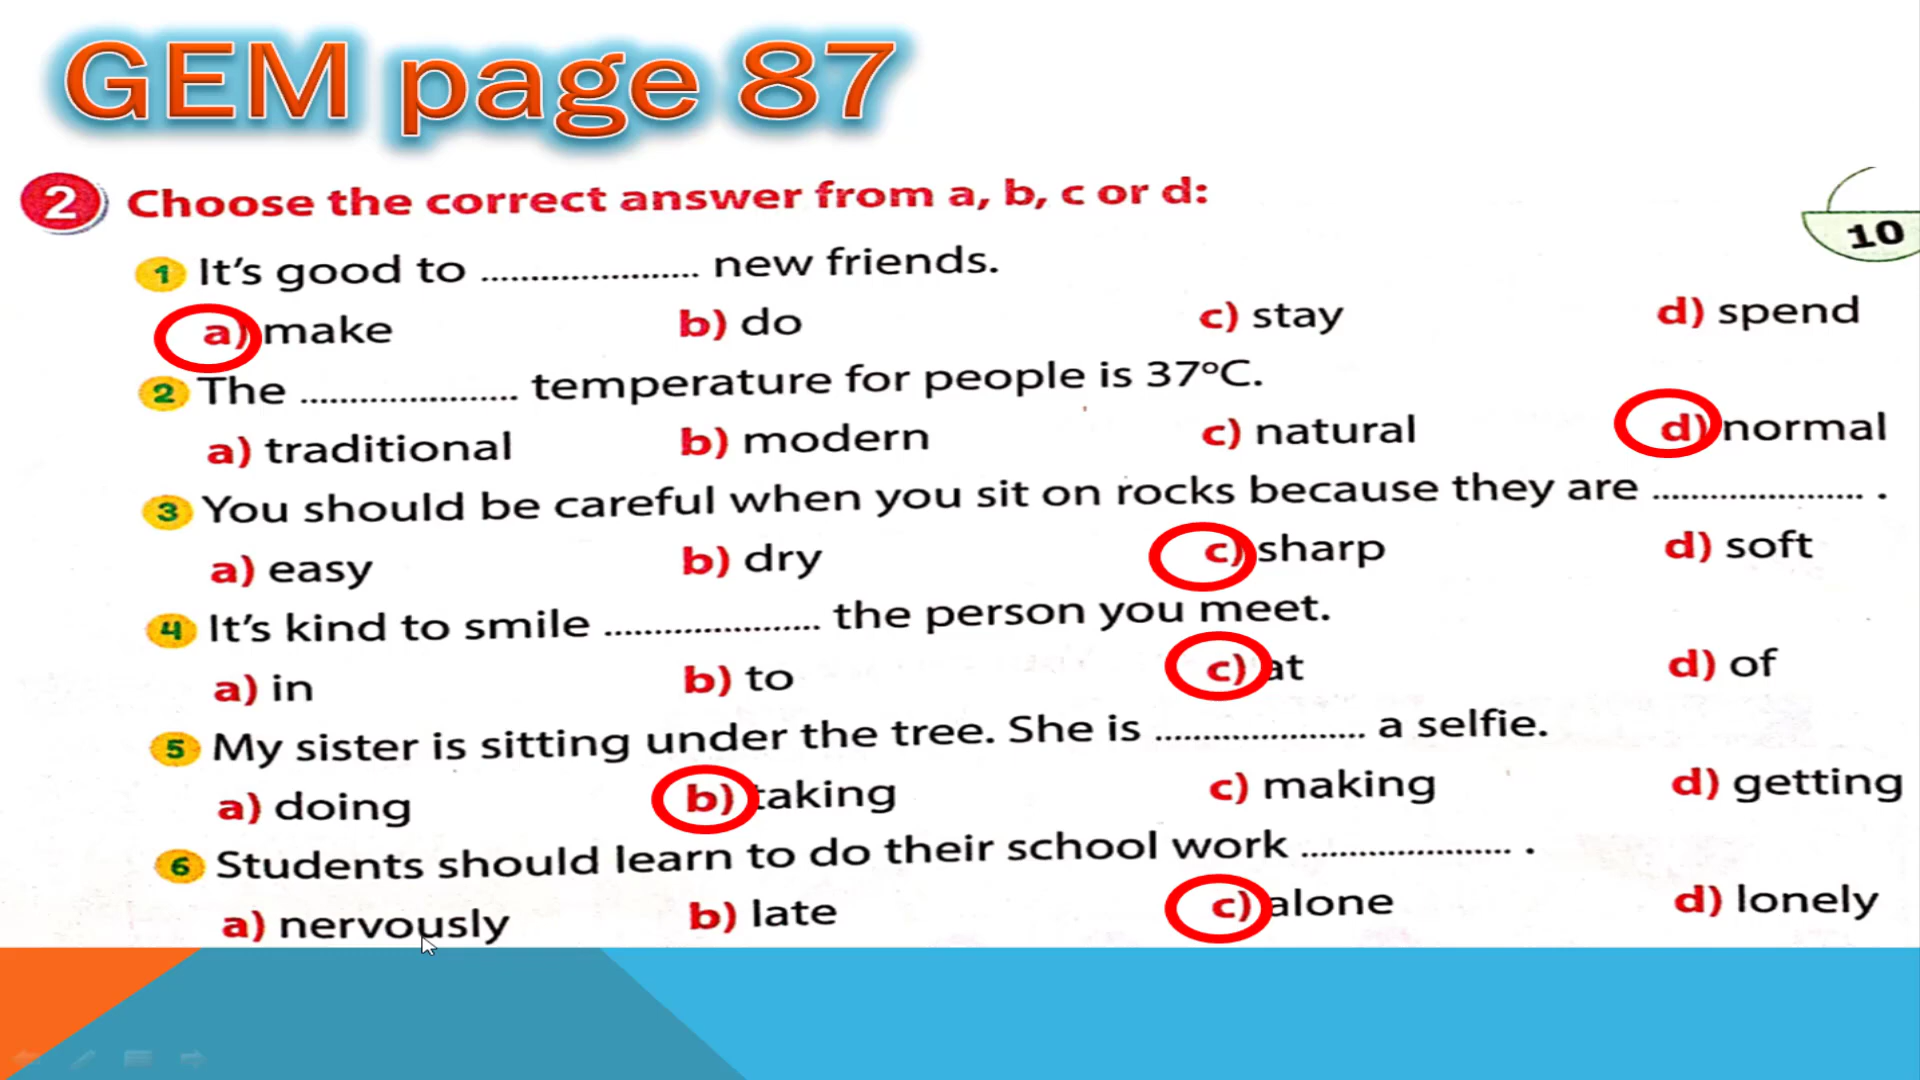 GEM page 87
2 Choose the correct answer from a, b, c or d:
10
1 It's good to ...................... new friends.
a) make b) do c) stay d) spend
2 The ...................... temperature for people is 37°C.
a) traditional b) modern c) natural d) normal
3 You should be careful when you sit on rocks because they are ...................... .
a) easy b) dry c) sharp d) soft
4 It's kind to smile ...................... the person you meet.
a) in b) to c) at d) of
5 My sister is sitting under the tree. She is ...................... a selfie.
a) doing b) taking c) making d) getting
6 Students should learn to do their school work ...................... .
a) nervously b) late c) alone d) lonely